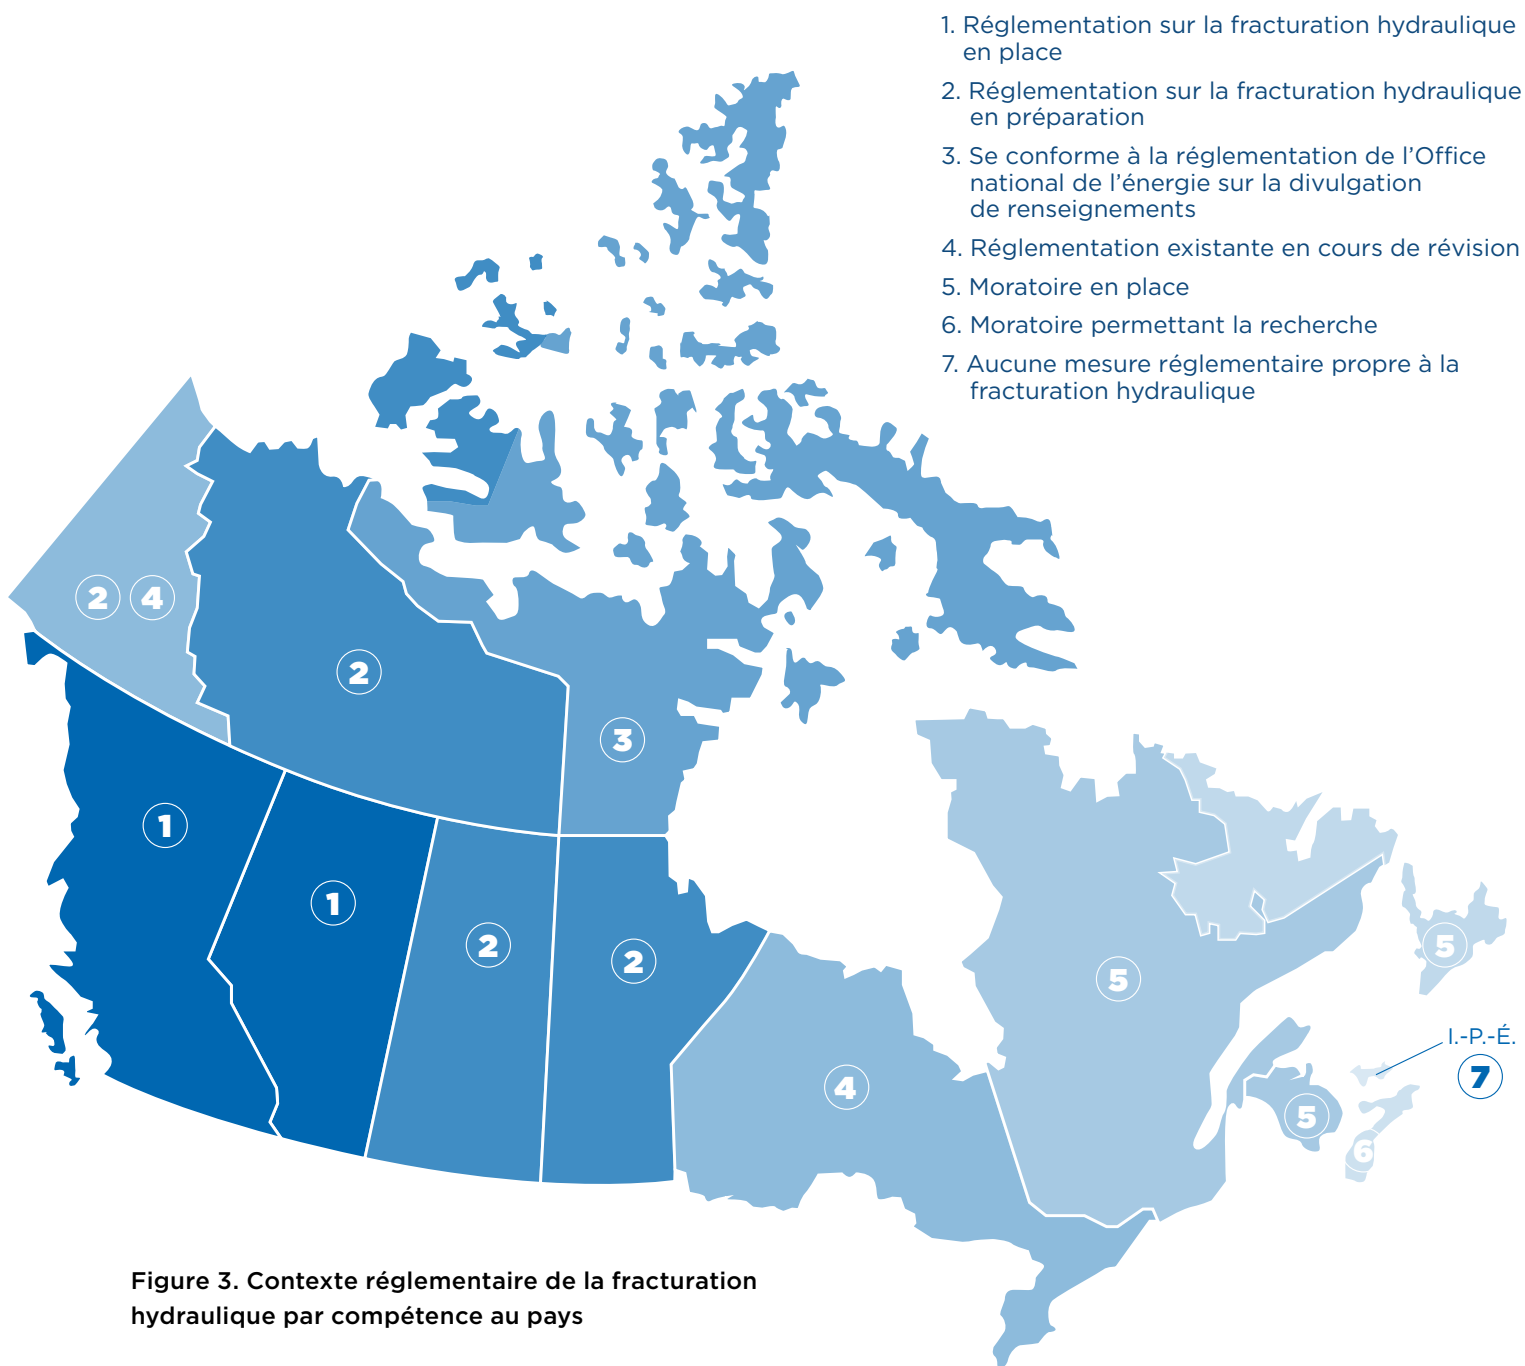 1. Réglementation sur la fracturation hydraulique
en place
2. Réglementation sur la fracturation hydraulique
en préparation
3. Se conforme à la réglementation de l’Office
national de l’énergie sur la divulgation
de renseignements
4. Réglementation existante en cours de révision
5. Moratoire en place
6. Moratoire permettant la recherche
7. Aucune mesure réglementaire propre à la
fracturation hydraulique
2 4
2
3
1
1
2
2
5
5
I.-P.-É.
7
4
5
6
Figure 3. Contexte réglementaire de la fracturation
hydraulique par compétence au pays